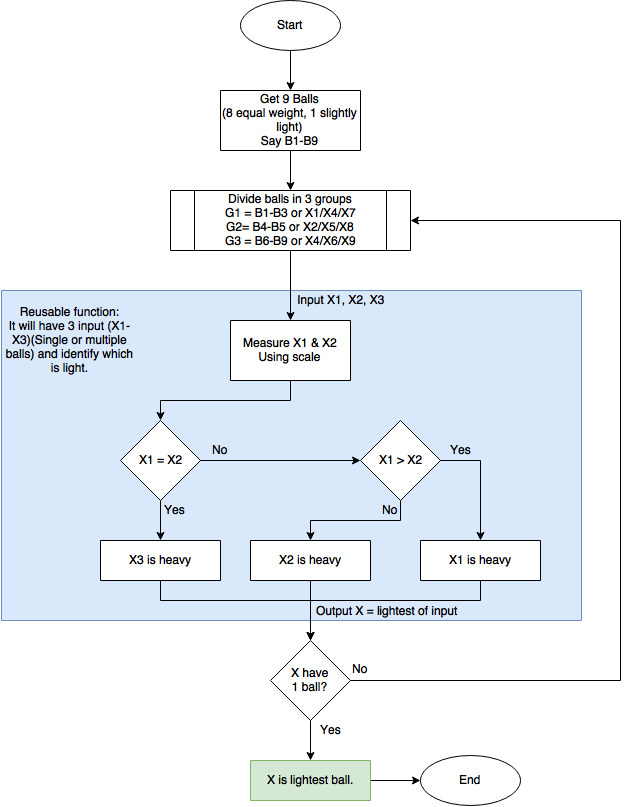 Start
Get 9 Balls
(8 equal weight, 1 slightly
light)
Say B1-B9
Divide balls in 3 groups
G1 = B1-B3 or X1/X4/X7
G2= B4-B5 or X2/X5/X8
G3 = B6-B9 or X4/X6/X9
Input X1, X2, X3
Reusable function:
It will have 3 input (X1-
X3)(Single or multiple
balls) and identify which
is light.
Measure X1 & X2
Using scale
X1 = X2
No
X1 > X2
Yes
Yes
No
X3 is heavy
X2 is heavy
X1 is heavy
Output X = lightest of input
X have
1 ball?
No
Yes
X is lightest ball.
End